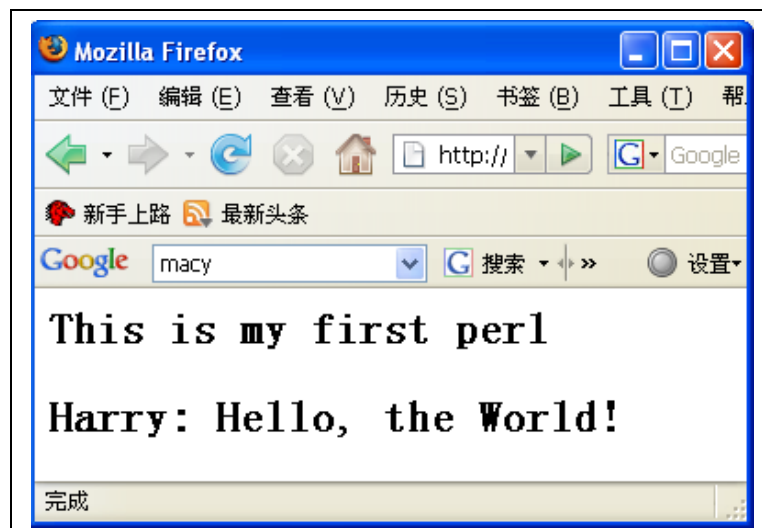 Mozilla Firefox
文件 (F) 编辑 (E) 查看 (V) 历史 (S) 书签 (B) 工具 (T) 帮
http:// G Google
新手上路 最新头条
Google macy G 搜索 » 设置
This is my first perl
Harry: Hello, the World!
完成